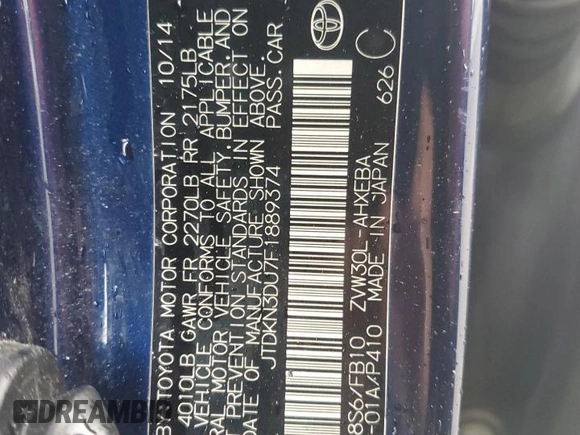 BY TOYOTA MOTOR CORPORATION 10/14
4010LB GAWR FR 2270LB RR 2175LB
VEHICLE CONFORMS TO ALL APPLICABLE
RAL MOTOR VEHICLE SAFETY, BUMPER, AND
T PREVENTION STANDARDS IN EFFECT ON
DATE OF MANUFACTURE SHOWN ABOVE.
JTDKN3DU7F1889374 PASS. CAR
8S6/FB10 ZVW30L-AHXEBA
-01A/P410 MADE IN JAPAN
626 C
DID.CARS